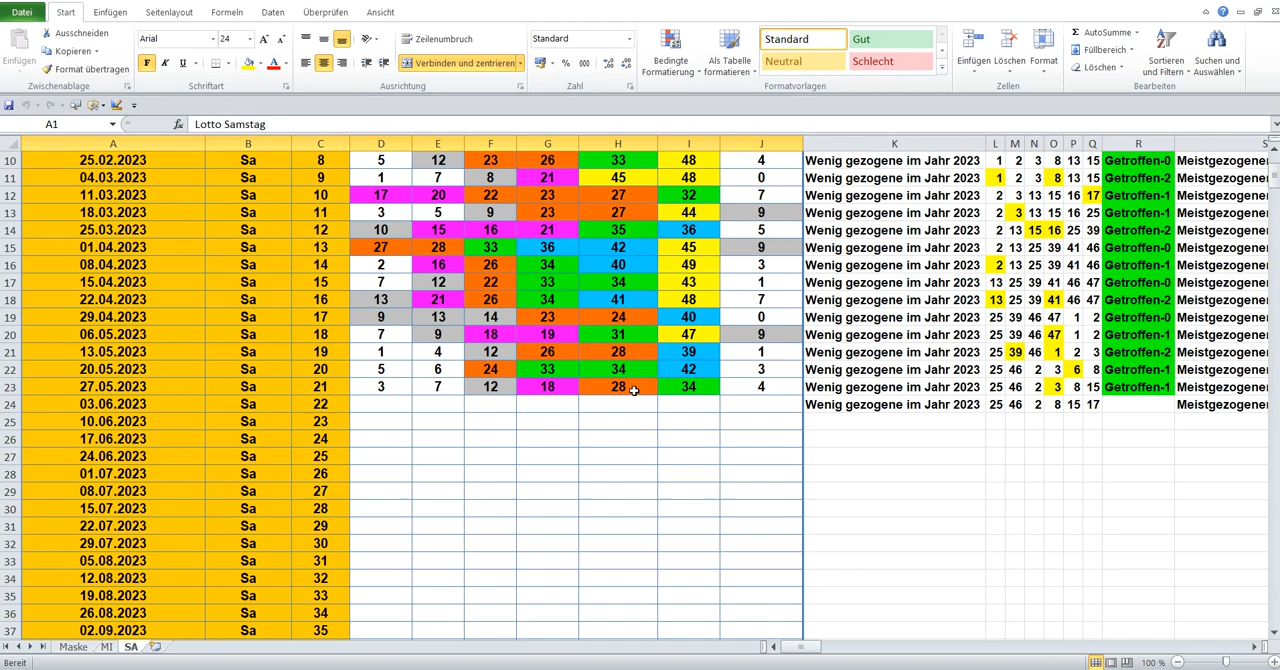 Datei Start Einfügen Seitenlayout Formeln Daten Überprüfen Ansicht
Ausschneiden Arial 24 A A Zeilenumbruch Standard Standard Gut Σ AutoSumme
Kopieren Füllbereich
Einfügen Format übertragen F K U A Verbinden und zentrieren % 000 Bedingte Formatierung Als Tabelle formatieren Neutral Schlecht Einfügen Löschen Format Löschen Sortieren und Filtern Suchen und Auswählen
Zwischenablage Schriftart Ausrichtung Zahl Formatvorlagen Zellen Bearbeiten
A1 fx Lotto Samstag
A B C D E F G H I J K L M N O P Q R S
10 25.02.2023 Sa 8 5 12 23 26 33 48 4 Wenig gezogene im Jahr 2023 1 2 3 8 13 15 Getroffen-0 Meistgezogene
11 04.03.2023 Sa 9 1 7 8 21 45 48 0 Wenig gezogene im Jahr 2023 1 2 3 8 13 15 Getroffen-2 Meistgezogene
12 11.03.2023 Sa 10 17 20 22 23 27 32 7 Wenig gezogene im Jahr 2023 2 3 13 15 16 17 Getroffen-1 Meistgezogene
13 18.03.2023 Sa 11 3 5 9 23 27 44 9 Wenig gezogene im Jahr 2023 2 3 13 15 16 25 Getroffen-1 Meistgezogene
14 25.03.2023 Sa 12 10 15 16 21 35 36 5 Wenig gezogene im Jahr 2023 2 13 15 16 25 39 Getroffen-2 Meistgezogene
15 01.04.2023 Sa 13 27 28 33 36 42 45 9 Wenig gezogene im Jahr 2023 2 13 25 39 41 46 Getroffen-0 Meistgezogene
16 08.04.2023 Sa 14 2 16 26 34 40 49 3 Wenig gezogene im Jahr 2023 2 13 25 39 41 46 Getroffen-1 Meistgezogene
17 15.04.2023 Sa 15 7 12 22 33 34 43 1 Wenig gezogene im Jahr 2023 13 25 39 41 46 47 Getroffen-0 Meistgezogene
18 22.04.2023 Sa 16 13 21 26 34 41 48 7 Wenig gezogene im Jahr 2023 13 25 39 41 46 47 Getroffen-2 Meistgezogene
19 29.04.2023 Sa 17 9 13 14 23 24 40 0 Wenig gezogene im Jahr 2023 25 39 46 47 1 2 Getroffen-0 Meistgezogene
20 06.05.2023 Sa 18 7 9 18 19 31 47 9 Wenig gezogene im Jahr 2023 25 39 46 47 1 2 Getroffen-1 Meistgezogene
21 13.05.2023 Sa 19 1 4 12 26 28 39 1 Wenig gezogene im Jahr 2023 25 39 46 1 2 3 Getroffen-2 Meistgezogene
22 20.05.2023 Sa 20 5 6 24 33 34 42 3 Wenig gezogene im Jahr 2023 25 46 2 3 6 8 Getroffen-1 Meistgezogene
23 27.05.2023 Sa 21 3 7 12 18 28 34 4 Wenig gezogene im Jahr 2023 25 46 2 3 8 15 Getroffen-1 Meistgezogene
24 03.06.2023 Sa 22 Wenig gezogene im Jahr 2023 25 46 2 8 15 17 Meistgezogene
25 10.06.2023 Sa 23
26 17.06.2023 Sa 24
27 24.06.2023 Sa 25
28 01.07.2023 Sa 26
29 08.07.2023 Sa 27
30 15.07.2023 Sa 28
31 22.07.2023 Sa 29
32 29.07.2023 Sa 30
33 05.08.2023 Sa 31
34 12.08.2023 Sa 32
35 19.08.2023 Sa 33
36 26.08.2023 Sa 34
37 02.09.2023 Sa 35
Maske MI SA
Bereit 100 %